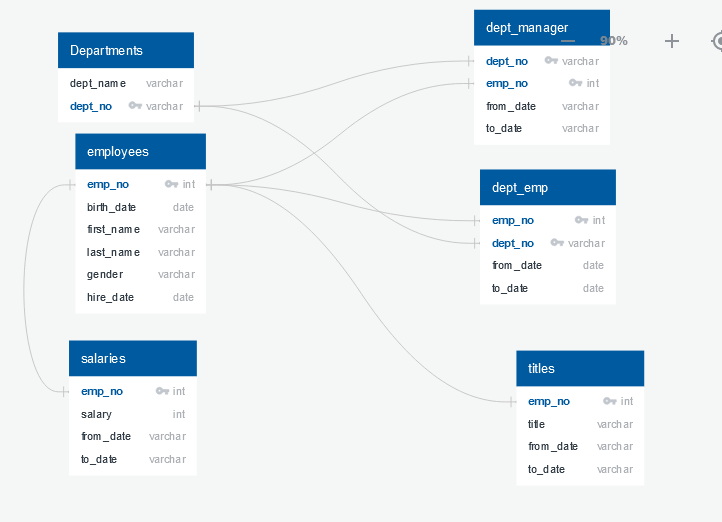 Departments
dept_name varchar
dept_no varchar
employees
emp_no int
birth_date date
first_name varchar
last_name varchar
gender varchar
hire_date date
salaries
emp_no int
salary int
from_date varchar
to_date varchar
dept_manager
90%
dept_no varchar
emp_no int
from_date varchar
to_date varchar
dept_emp
emp_no int
dept_no varchar
from_date date
to_date date
titles
emp_no int
title varchar
from_date varchar
to_date varchar